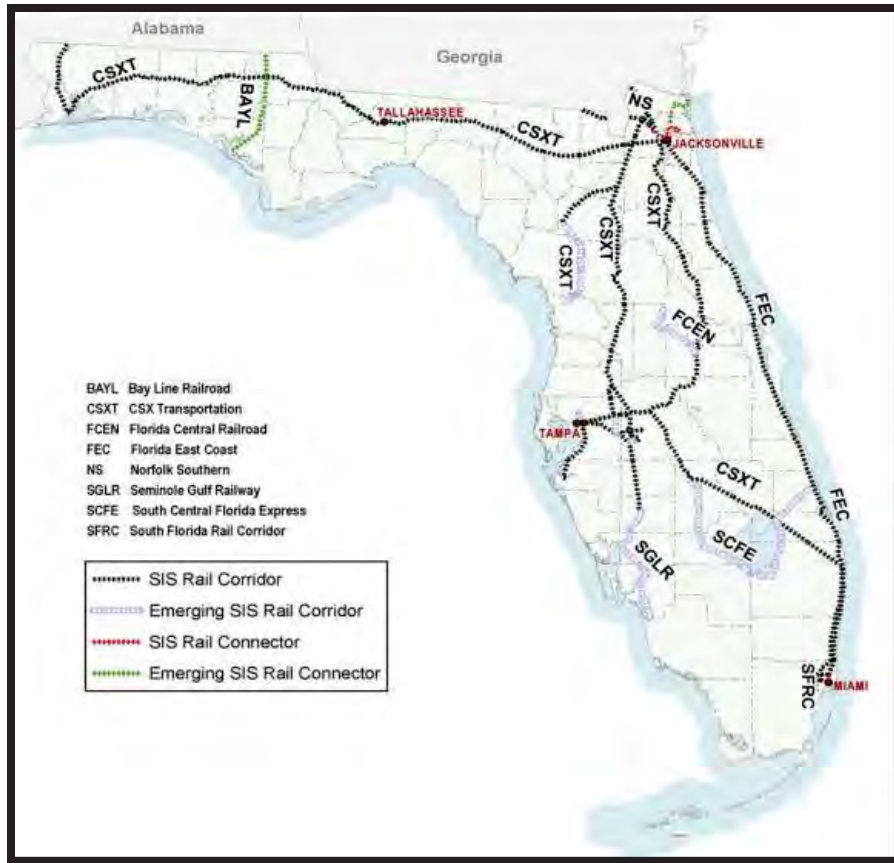 Alabama
Georgia
CSXT
BAYL
TALLAHASSEE
CSXT
NS
JACKSONVILLE
CSXT
CSXT
CSXT
FEC
FCEN
TAMPA
CSXT
FEC
SCFE
SGLR
SFRC
MIAMI
BAYL Bay Line Railroad
CSXT CSX Transportation
FCEN Florida Central Railroad
FEC Florida East Coast
NS Norfolk Southern
SGLR Seminole Gulf Railway
SCFE South Central Florida Express
SFRC South Florida Rail Corridor
SIS Rail Corridor
Emerging SIS Rail Corridor
SIS Rail Connector
Emerging SIS Rail Connector